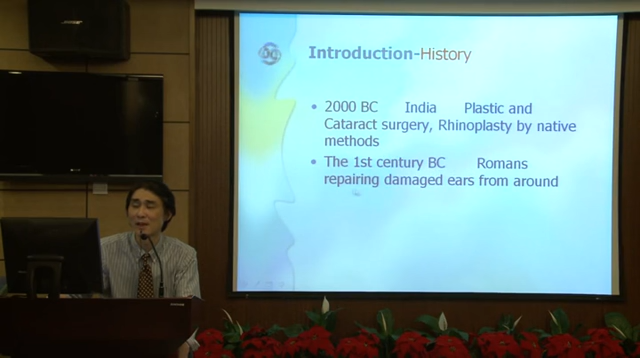 Introduction-History
• 2000 BC India Plastic and
Cataract surgery, Rhinoplasty by native
methods
• The 1st century BC Romans
repairing damaged ears from around